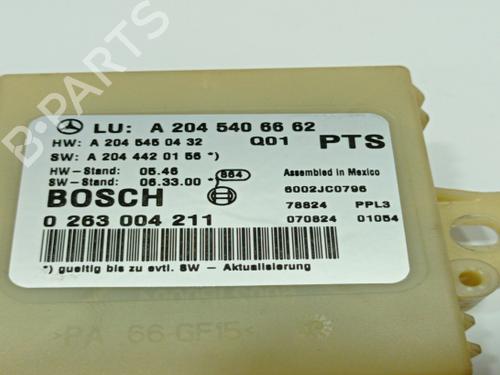 LU: A 204 540 66 62
HW: A 204 545 04 32 Q01 PTS
SW: A 204 442 01 56 *)
HW-Stand: 05.46 864 Assembled in Mexico
SW-Stand: 06.33.00 *) 6002JC0796
BOSCH 78824 PPL3
0 263 004 211 070824 01054
*) gueltig bis zu evtl. SW - Aktualisierung
>PA 66-GF15<
B-PARTS